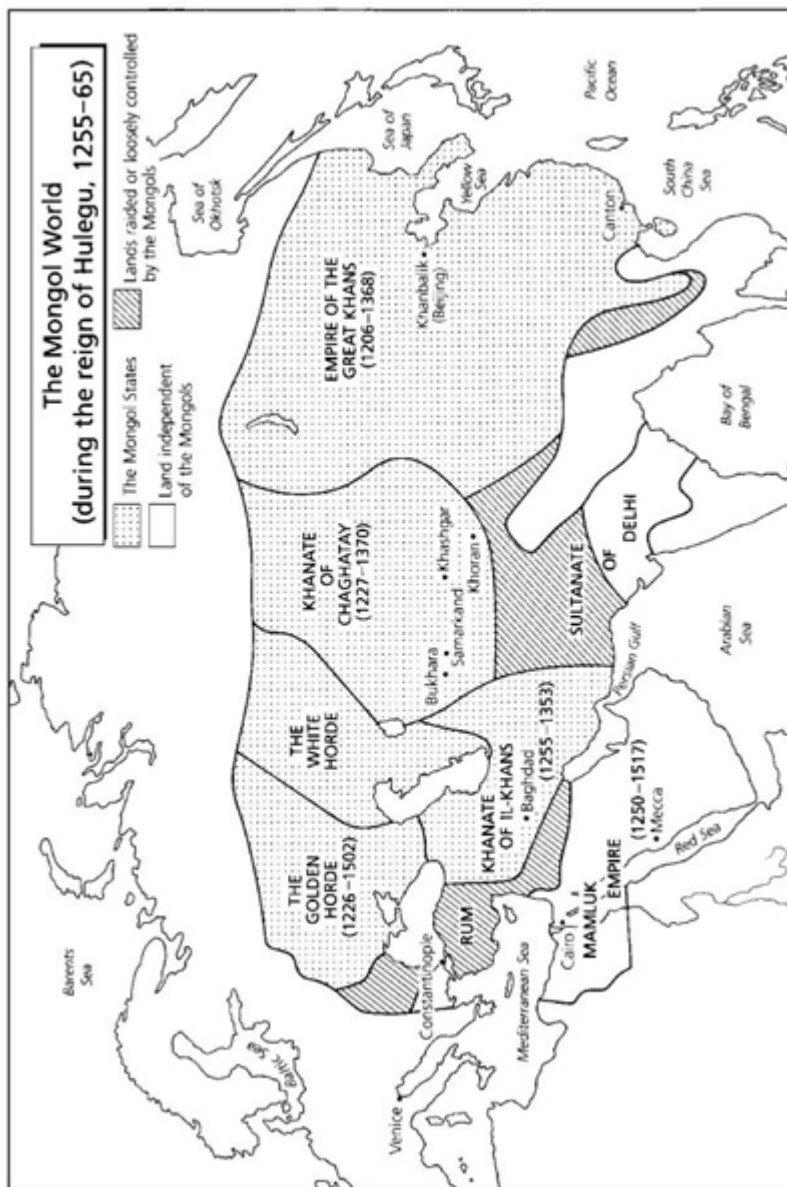 The Mongol World
(during the reign of Hulegu, 1255–65)
The Mongol States
Land independent
of the Mongols
Lands raided or loosely controlled
by the Mongols
Barents
Sea
Baltic
Sea
Sea of
Okhotsk
Sea of
Japan
Pacific
Ocean
Yellow
Sea
South
China
Sea
THE
GOLDEN
HORDE
(1226–1502)
THE
WHITE
HORDE
KHANATE
OF
CHAGHATAY
(1227–1370)
EMPIRE OF THE
GREAT KHANS
(1206–1368)
Khanbalik
(Beijing)
Canton
Bukhara
Samarkand
Khashgar
Khoran
Venice
Constantinople
RUM
KHANATE
OF IL-KHANS
Baghdad
(1255–1353)
SULTANATE
OF DELHI
Mediterranean Sea
Cairo
MAMLUK
EMPIRE
(1250–1517)
Mecca
Red Sea
Persian Gulf
Arabian
Sea
Bay of
Bengal